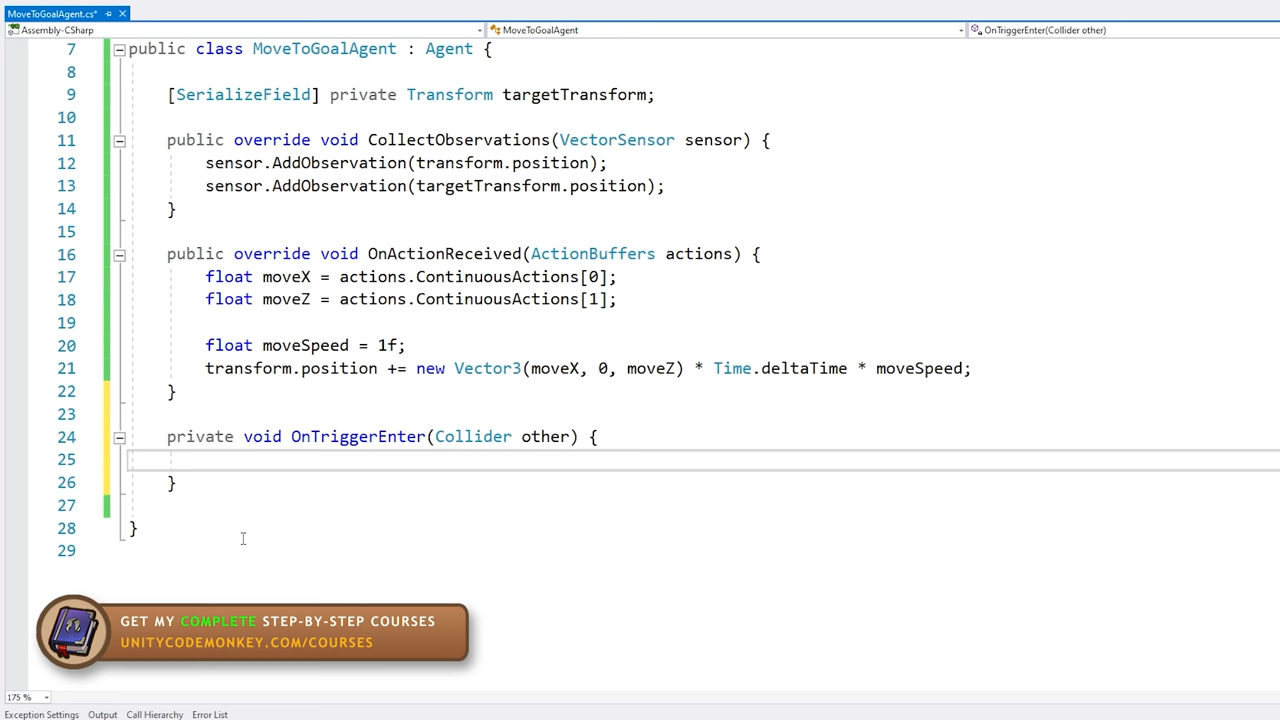 MoveToGoalAgent.cs*
Assembly-CSharp MoveToGoalAgent OnTriggerEnter(Collider other)
7 public class MoveToGoalAgent : Agent {
8
9 [SerializeField] private Transform targetTransform;
10
11 public override void CollectObservations(VectorSensor sensor) {
12 sensor.AddObservation(transform.position);
13 sensor.AddObservation(targetTransform.position);
14 }
15
16 public override void OnActionReceived(ActionBuffers actions) {
17 float moveX = actions.ContinuousActions[0];
18 float moveZ = actions.ContinuousActions[1];
19
20 float moveSpeed = 1f;
21 transform.position += new Vector3(moveX, 0, moveZ) * Time.deltaTime * moveSpeed;
22 }
23
24 private void OnTriggerEnter(Collider other) {
25
26 }
27
28 }
29
GET MY COMPLETE STEP-BY-STEP COURSES
UNITYCODEMONKEY.COM/COURSES
175 %
Exception Settings Output Call Hierarchy Error List